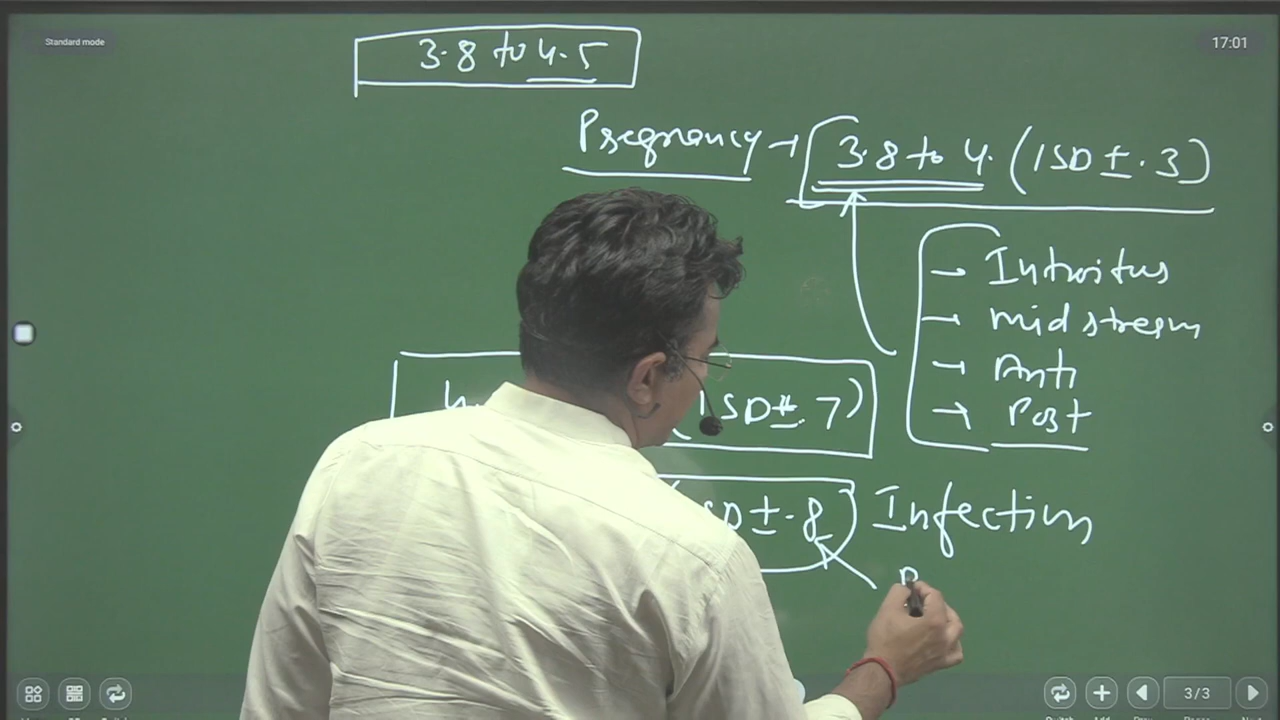 Standard mode
17:01
3.8 to 4.5
Pregnancy → 3.8 to 4. (1SD ± .3)
→ Introitus
→ midstream
→ Anti
→ Post
SD ± .7)
SD ± .8) Infection
3/3